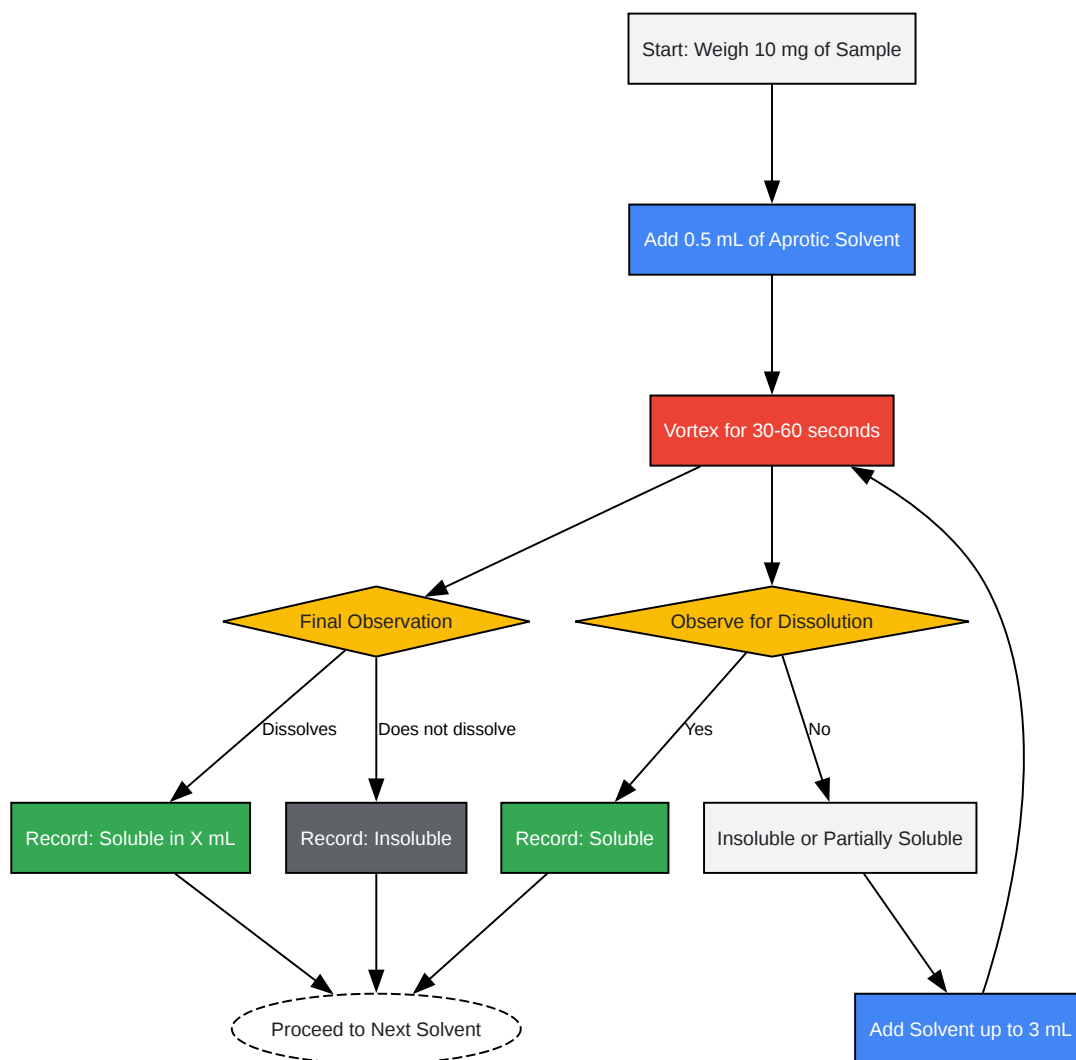 Start: Weigh 10 mg of Sample
Add 0.5 mL of Aprotic Solvent
Vortex for 30-60 seconds
Final Observation
Observe for Dissolution
Dissolves
Does not dissolve
Yes
No
Record: Soluble in X mL
Record: Insoluble
Record: Soluble
Insoluble or Partially Soluble
Proceed to Next Solvent
Add Solvent up to 3 mL